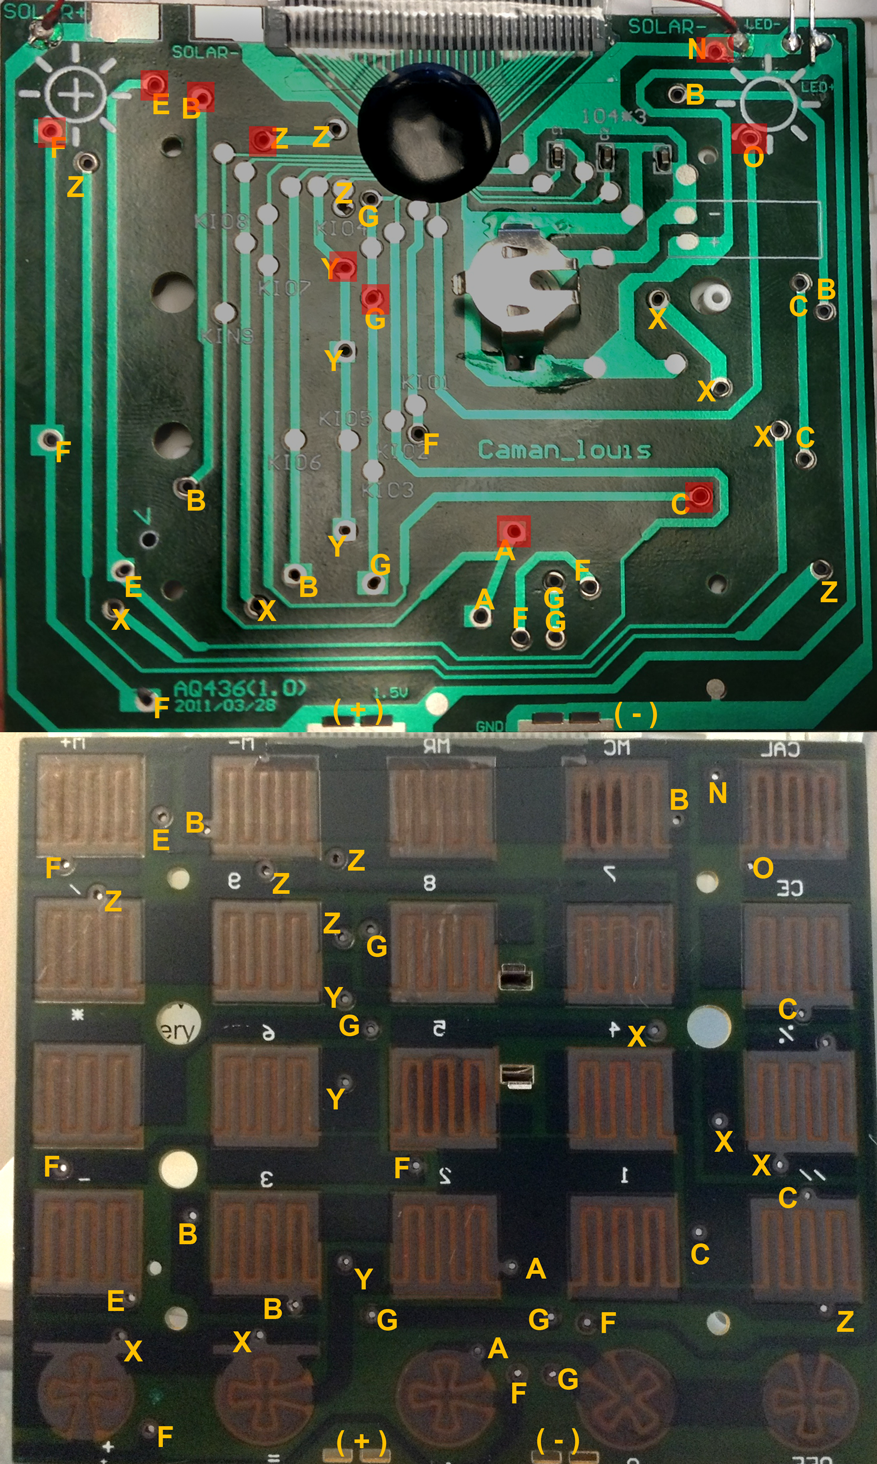 SOLAR+
SOLAR-
SOLAR-
LED-
N
E
B
B
LED+
F
Z
Z
104*3
O
Z
Z
G
KI08
KI04
-
+
Y
KI07
G
C
B
X
KINS
Y
X
KI01
F
F
KI05
X
C
KI06
KI02
Caman_louis
B
KI03
C
Y
A
E
B
G
F
Z
X
X
A
F
G
G
AQ436(1.0)
2011/03/28
F
1.5V
(+)
GND
(-)
M+
M-
MR
MC
CAL
N
B
E
B
F
Z
Z
O
/
Z
9
8
7
CE
Z
G
Y
*
ery
6
G
5
4
X
C
%
Y
X
F
-
3
F
2
1
X
C
=
B
C
Y
A
E
B
G
G
F
Z
X
X
A
F
G
F
(+)
(-)
+
=
OFF